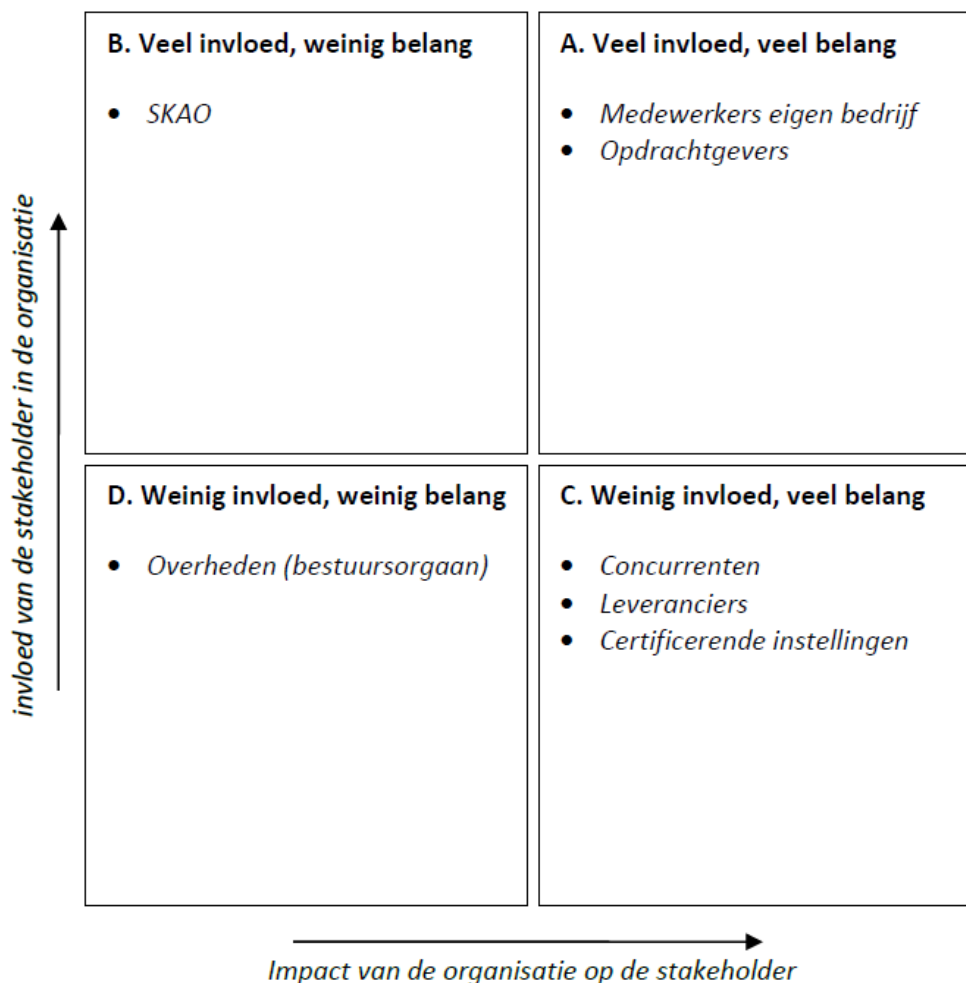 B. Veel invloed, weinig belang
• SKAO
A. Veel invloed, veel belang
• Medewerkers eigen bedrijf
• Opdrachtgevers
invloed van de stakeholder in de organisatie
D. Weinig invloed, weinig belang
• Overheden (bestuursorgaan)
C. Weinig invloed, veel belang
• Concurrenten
• Leveranciers
• Certificerende instellingen
Impact van de organisatie op de stakeholder